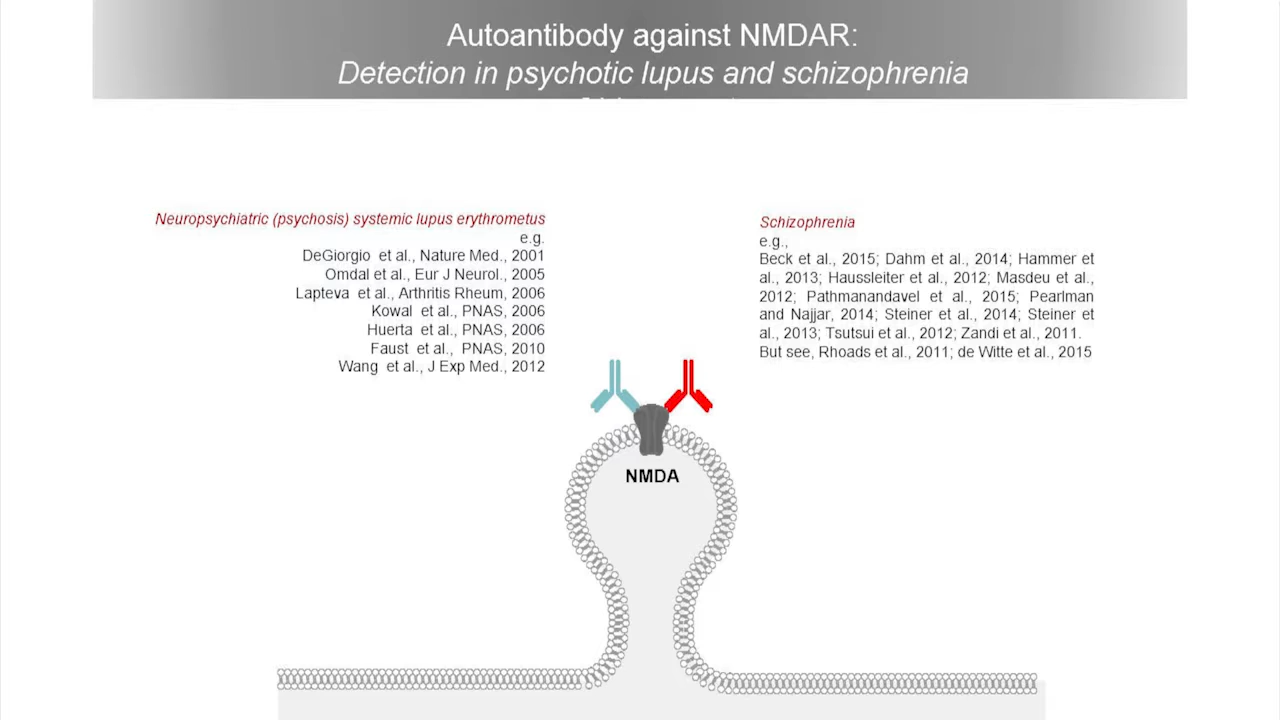 Autoantibody against NMDAR:
Detection in psychotic lupus and schizophrenia
Neuropsychiatric (psychosis) systemic lupus erythrometus
e.g.
DeGiorgio et al., Nature Med., 2001
Omdal et al., Eur J Neurol., 2005
Lapteva et al., Arthritis Rheum, 2006
Kowal et al., PNAS, 2006
Huerta et al., PNAS, 2006
Faust et al., PNAS, 2010
Wang et al., J Exp Med., 2012
Schizophrenia
e.g.,
Beck et al., 2015; Dahm et al., 2014; Hammer et
al., 2013; Haussleiter et al., 2012; Masdeu et al.,
2012; Pathmanandavel et al., 2015; Pearlman
and Najjar, 2014; Steiner et al., 2014; Steiner et
al., 2013; Tsutsui et al., 2012; Zandi et al., 2011.
But see, Rhoads et al., 2011; de Witte et al., 2015
NMDA